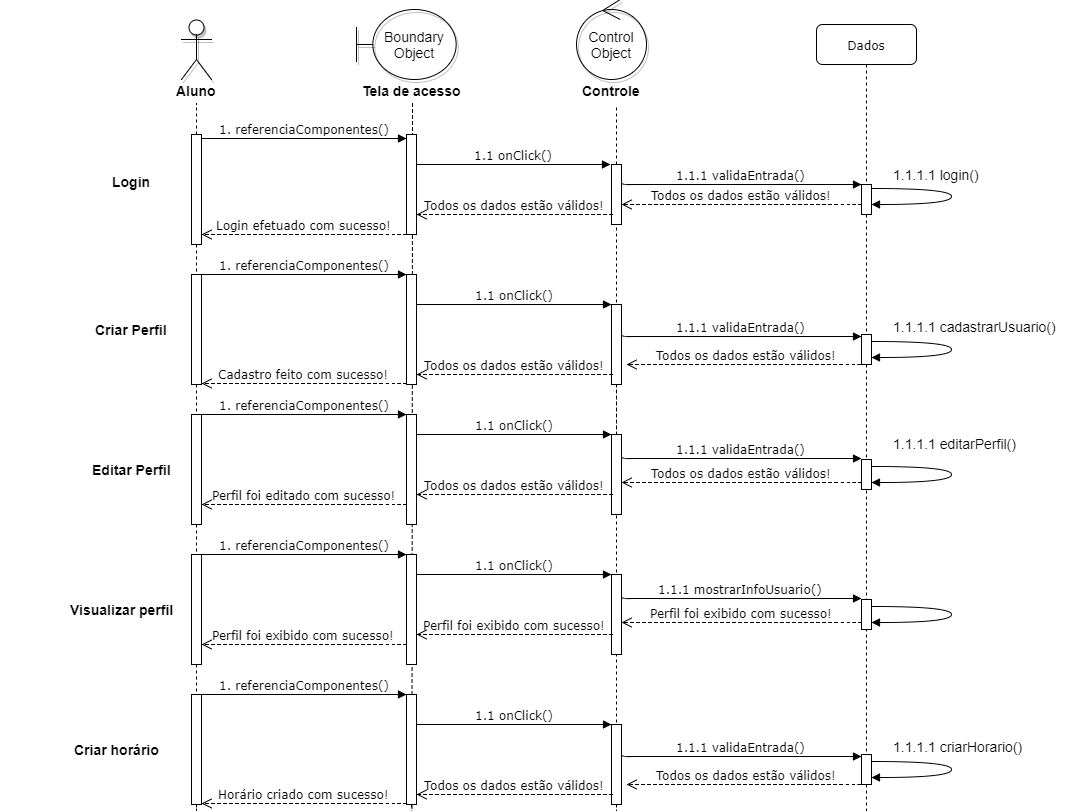 Boundary
Object
Control
Object
Dados
Aluno
Tela de acesso
Controle
1. referenciaComponentes()
1.1 onClick()
1.1.1 validaEntrada()
1.1.1.1 login()
Login
Todos os dados estão válidos!
Todos os dados estão válidos!
Login efetuado com sucesso!
1. referenciaComponentes()
1.1 onClick()
1.1.1 validaEntrada()
1.1.1.1 cadastrarUsuario()
Criar Perfil
Todos os dados estão válidos!
Todos os dados estão válidos!
Cadastro feito com sucesso!
1. referenciaComponentes()
1.1 onClick()
1.1.1 validaEntrada()
1.1.1.1 editarPerfil()
Editar Perfil
Todos os dados estão válidos!
Todos os dados estão válidos!
Perfil foi editado com sucesso!
1. referenciaComponentes()
1.1 onClick()
1.1.1 mostrarInfoUsuario()
Visualizar perfil
Perfil foi exibido com sucesso!
Perfil foi exibido com sucesso!
Perfil foi exibido com sucesso!
1. referenciaComponentes()
1.1 onClick()
1.1.1 validaEntrada()
1.1.1.1 criarHorario()
Criar horário
Todos os dados estão válidos!
Todos os dados estão válidos!
Horário criado com sucesso!